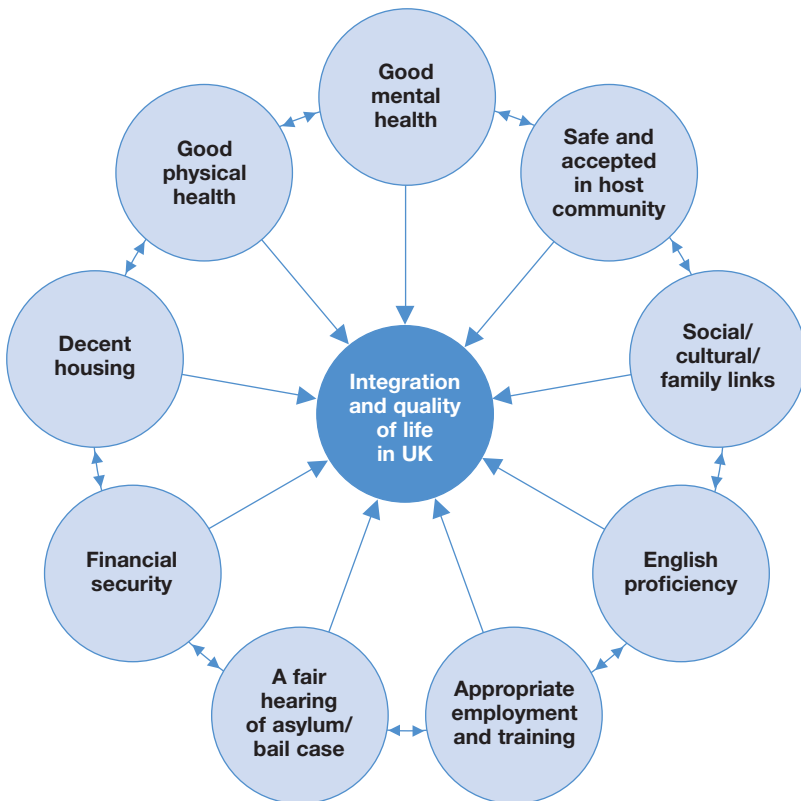 Good
mental
health
Safe and
accepted
in host
community
Social/
cultural/
family links
English
proficiency
Appropriate
employment
and training
A fair
hearing
of asylum/
bail case
Financial
security
Decent
housing
Good
physical
health
Integration
and quality
of life
in UK